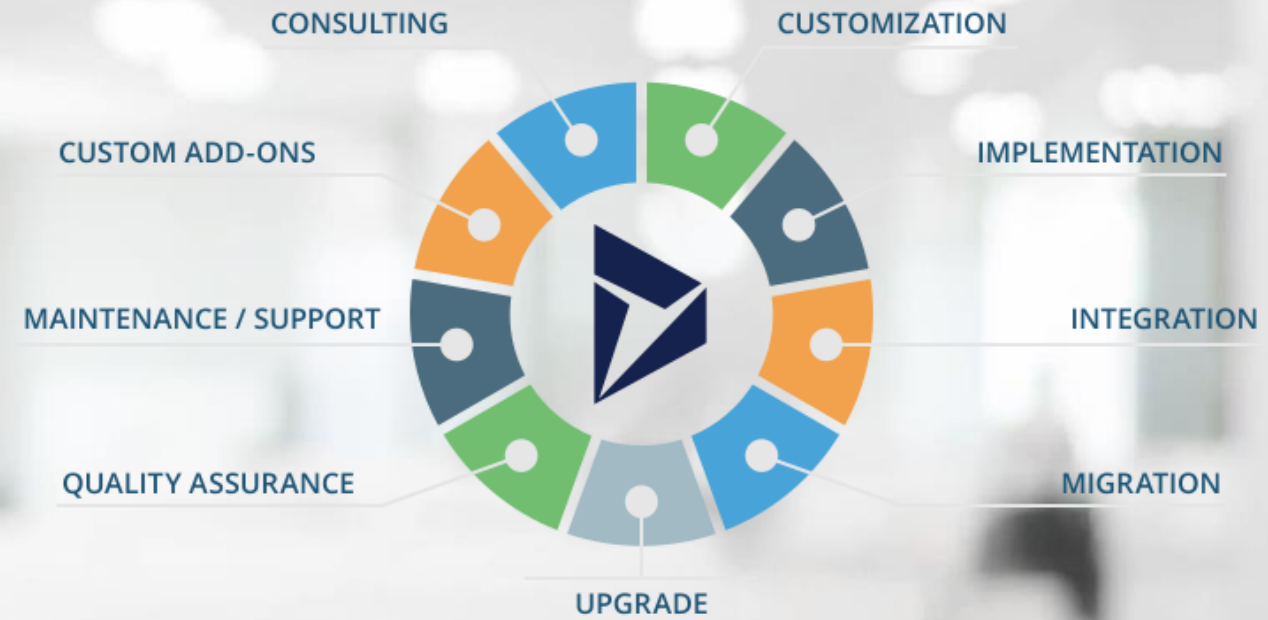 CONSULTING
CUSTOMIZATION
CUSTOM ADD-ONS
IMPLEMENTATION
MAINTENANCE / SUPPORT
INTEGRATION
QUALITY ASSURANCE
MIGRATION
UPGRADE